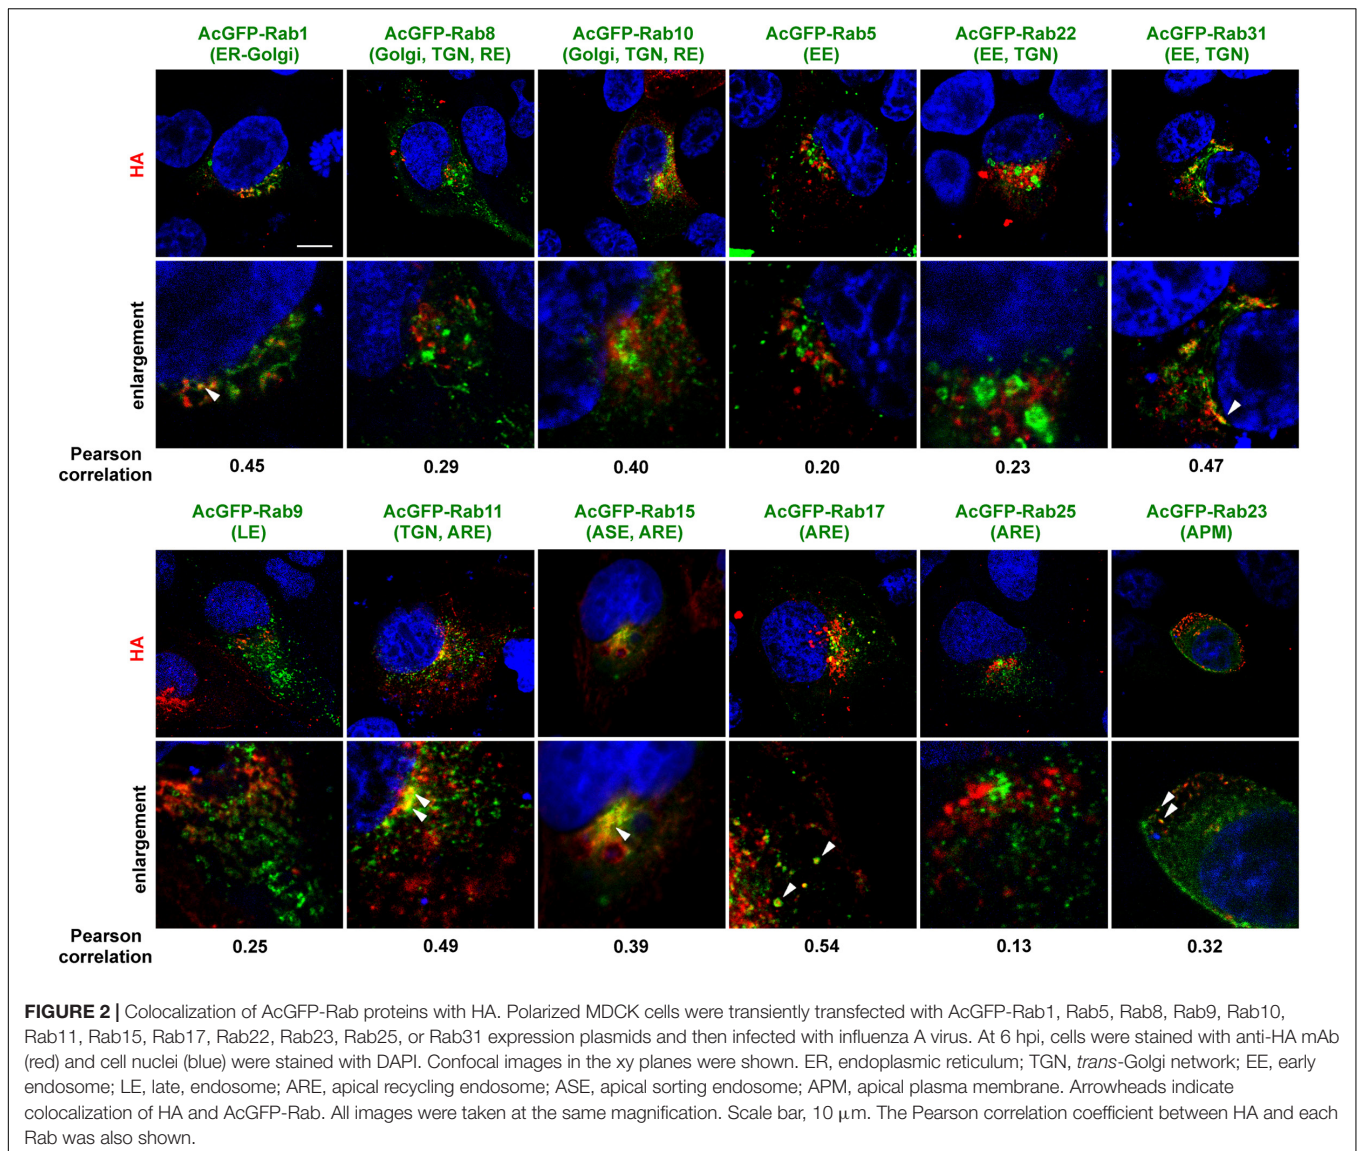 AcGFP-Rab1 AcGFP-Rab8 AcGFP-Rab10 AcGFP-Rab5 AcGFP-Rab22 AcGFP-Rab31
(ER-Golgi) (Golgi, TGN, RE) (Golgi, TGN, RE) (EE) (EE, TGN) (EE, TGN)
HA
enlargement
Pearson
correlation 0.45 0.29 0.40 0.20 0.23 0.47
AcGFP-Rab9 AcGFP-Rab11 AcGFP-Rab15 AcGFP-Rab17 AcGFP-Rab25 AcGFP-Rab23
(LE) (TGN, ARE) (ASE, ARE) (ARE) (ARE) (APM)
HA
enlargement
Pearson
correlation 0.25 0.49 0.39 0.54 0.13 0.32
FIGURE 2 | Colocalization of AcGFP-Rab proteins with HA. Polarized MDCK cells were transiently transfected with AcGFP-Rab1, Rab5, Rab8, Rab9, Rab10,
Rab11, Rab15, Rab17, Rab22, Rab23, Rab25, or Rab31 expression plasmids and then infected with influenza A virus. At 6 hpi, cells were stained with anti-HA mAb
(red) and cell nuclei (blue) were stained with DAPI. Confocal images in the xy planes were shown. ER, endoplasmic reticulum; TGN, trans-Golgi network; EE, early
endosome; LE, late, endosome; ARE, apical recycling endosome; ASE, apical sorting endosome; APM, apical plasma membrane. Arrowheads indicate
colocalization of HA and AcGFP-Rab. All images were taken at the same magnification. Scale bar, 10 μm. The Pearson correlation coefficient between HA and each
Rab was also shown.